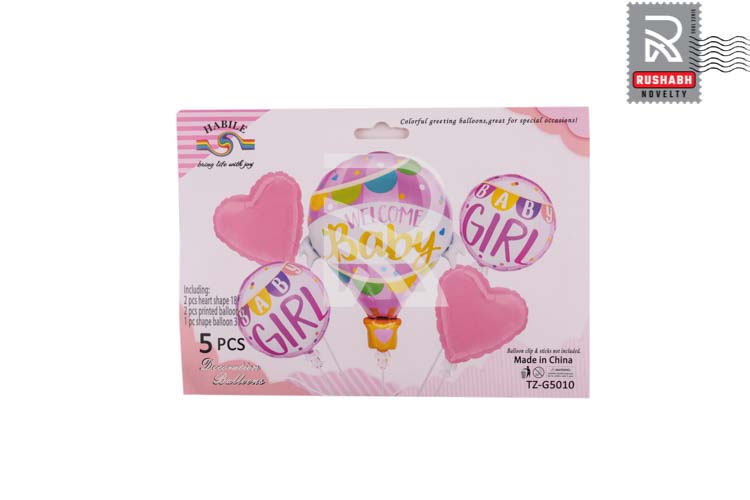 RUSHABH
NOVELTY
HABILE
bring life with joy
Colorful greeting balloons,great for special occasions!
WELCOME
Baby
BABY
GIRL
BABY
GIRL
Including:
2 pcs heart shape 18
2 pcs printed balloon
1 pc shape balloon
5 PCS
Decoration
Balloons
Balloon clip & sticks not included.
Made in China
TZ-G5010